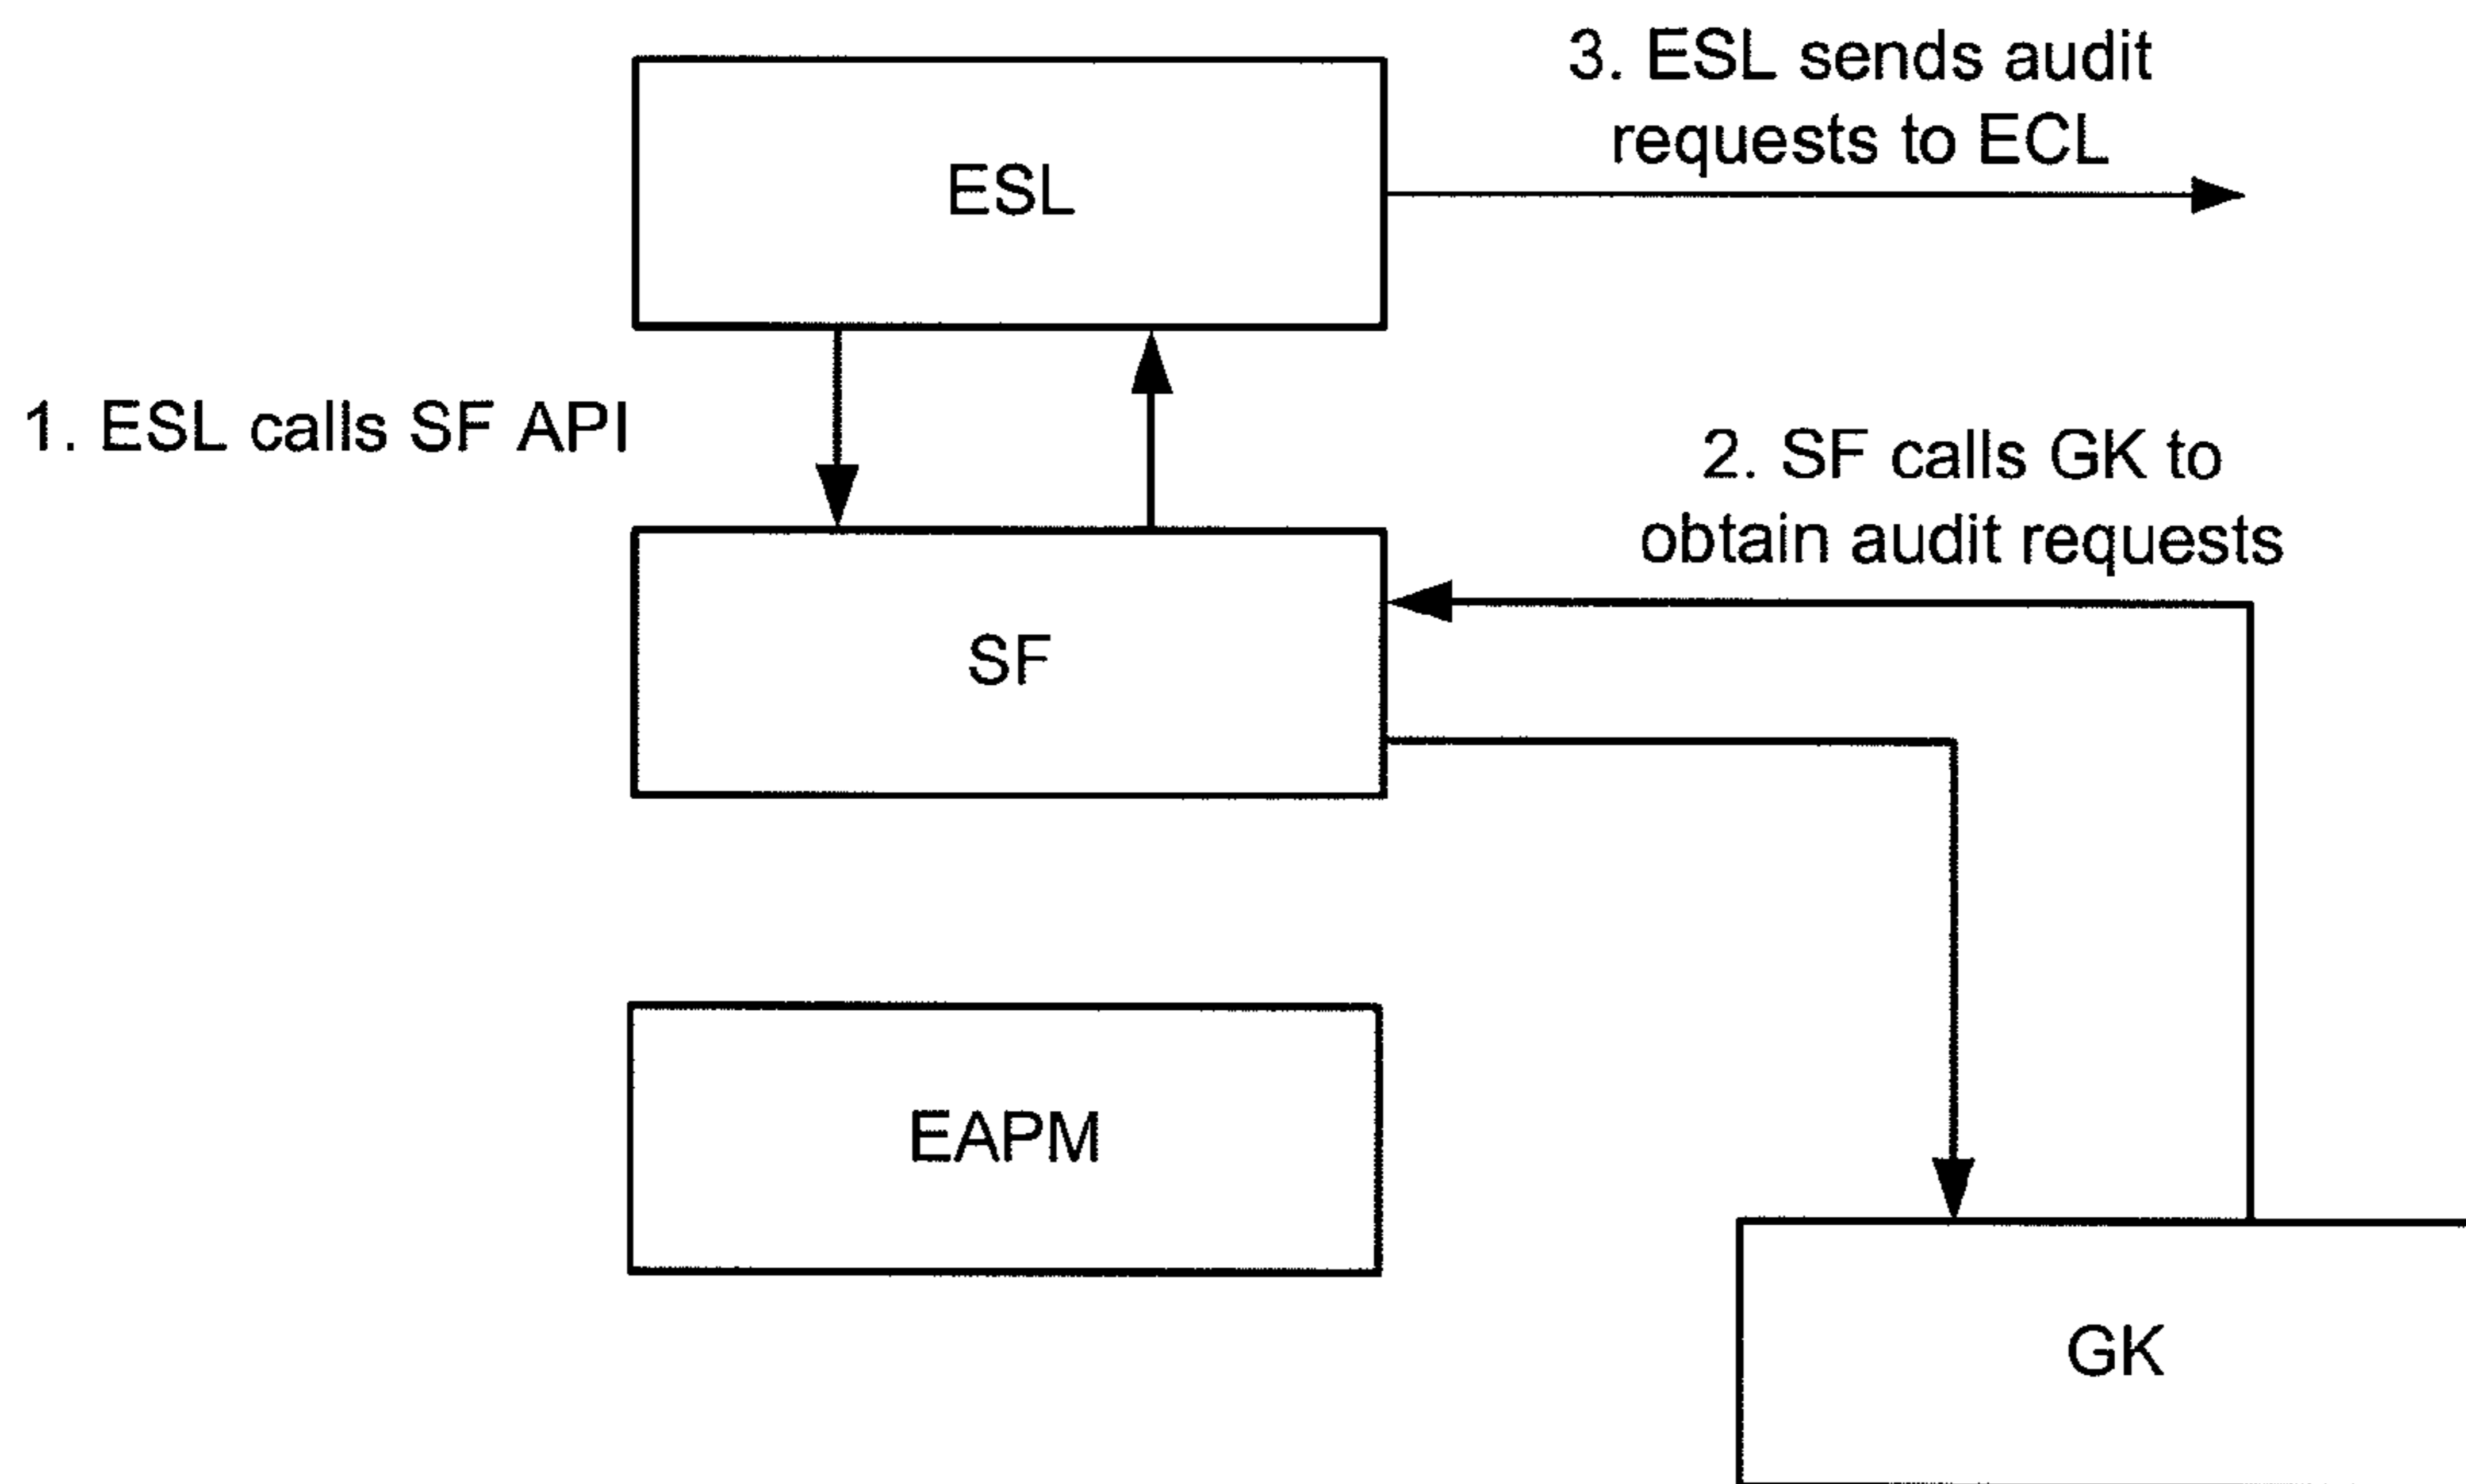 3. ESL sends audit
requests to ECL
ESL
1. ESL calls SF API
2. SF calls GK to
obtain audit requests
SF
EAPM
GK